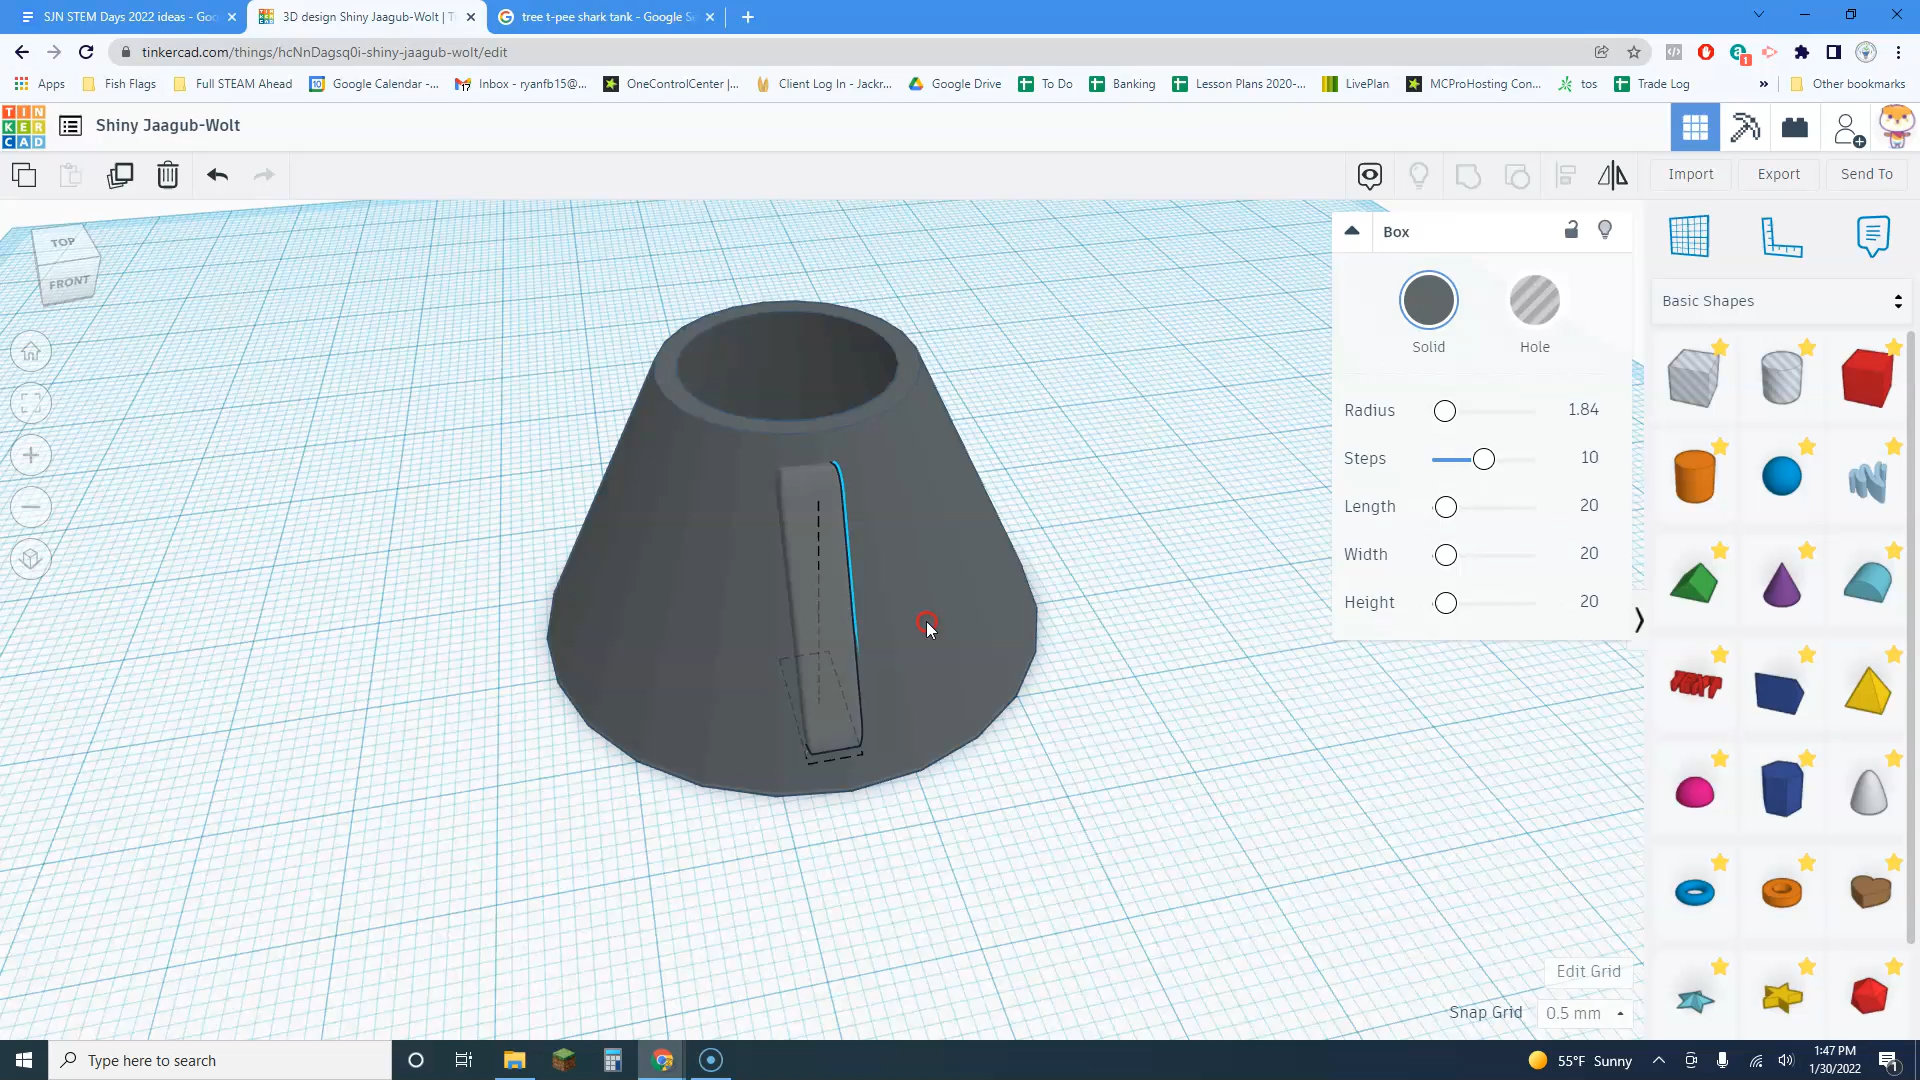 SJN STEM Days 2022 ideas - Goo
3D design Shiny Jaagub-Wolt | T
tree t-pee shark tank - Google Se
tinkercad.com/things/hcNnDagsq0i-shiny-jaagub-wolt/edit
Apps
Fish Flags
Full STEAM Ahead
Google Calendar -...
Inbox - ryanfb15@...
OneControlCenter |...
Client Log In - Jackr...
Google Drive
To Do
Banking
Lesson Plans 2020-...
LivePlan
MCProHosting Con...
tos
Trade Log
»
Other bookmarks
TINKERCAD
Shiny Jaagub-Wolt
Import
Export
Send To
TOP
FRONT
Box
Solid
Hole
Radius 1.84
Steps 10
Length 20
Width 20
Height 20
Basic Shapes
TEXT
Edit Grid
Snap Grid 0.5 mm
Type here to search
55°F Sunny
1:47 PM
1/30/2022
1